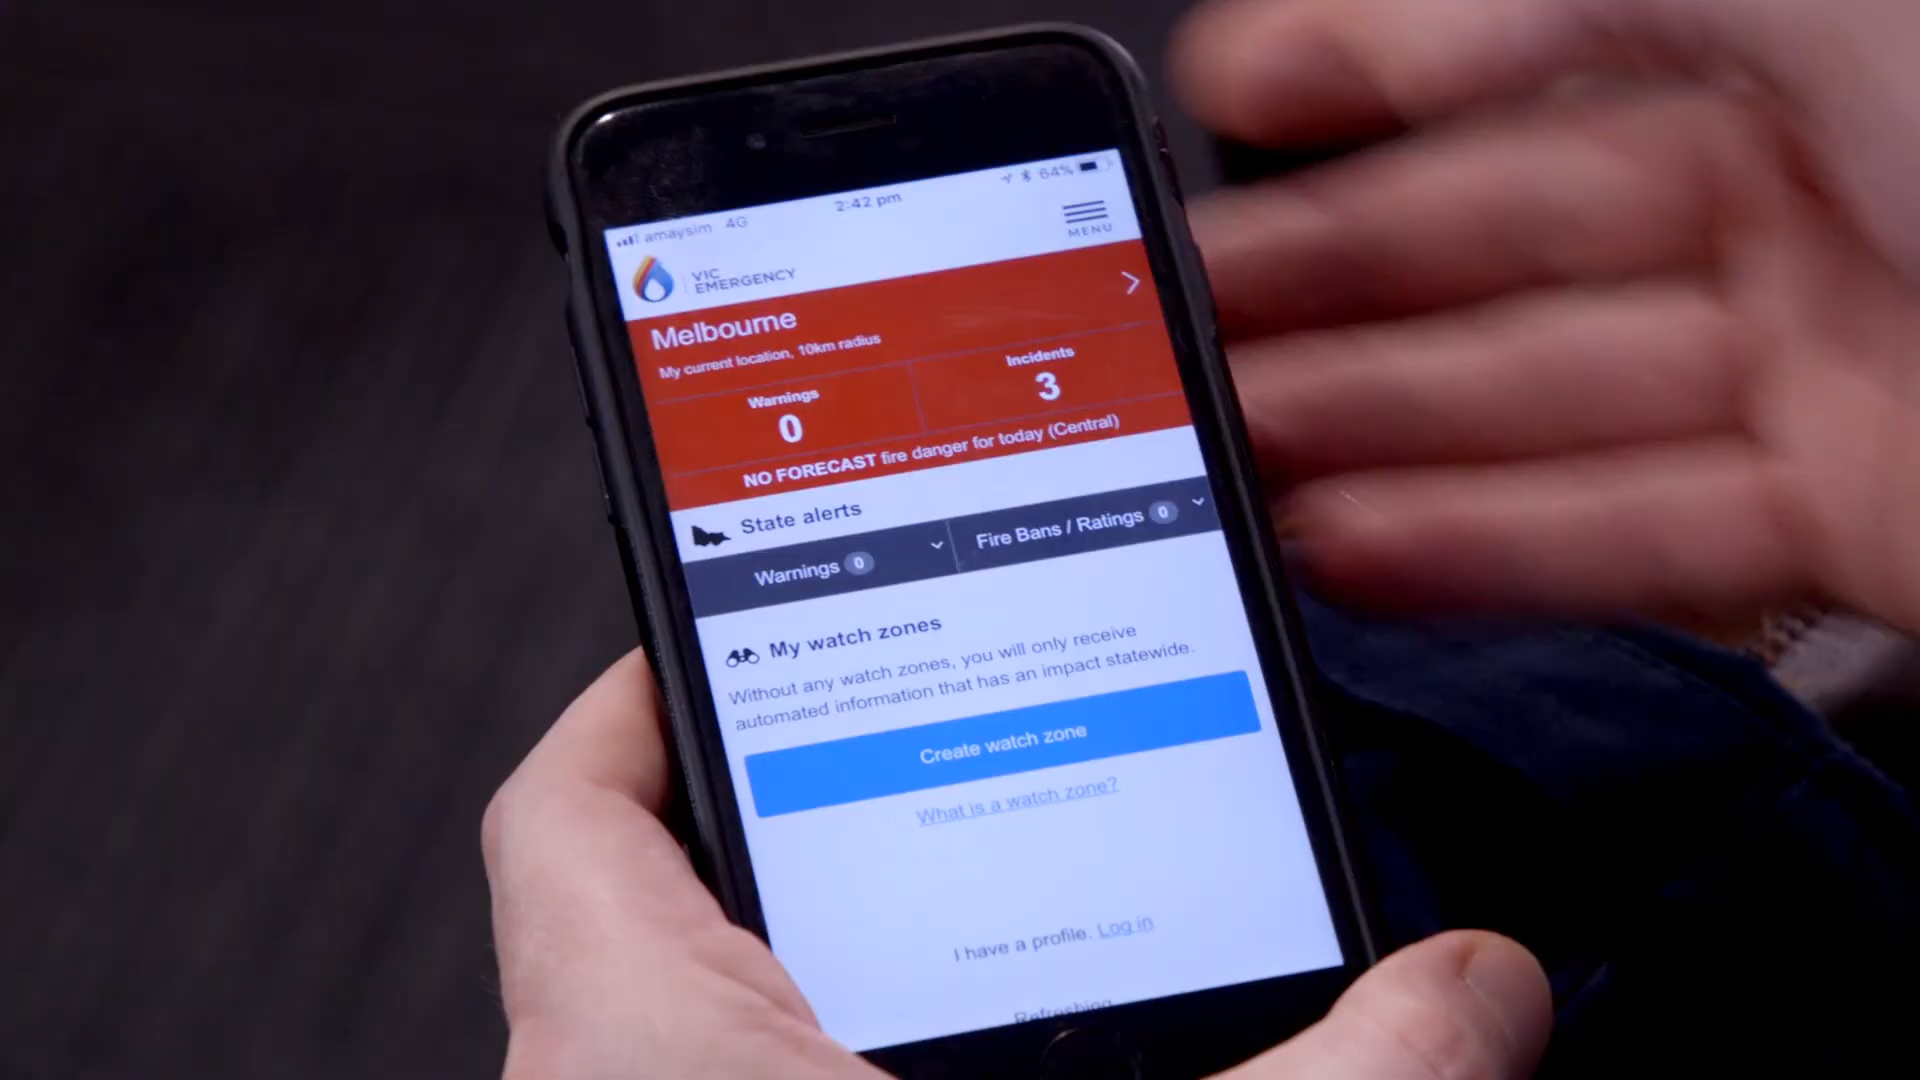 amaysim 4G 2:42 pm 64%
MENU
VIC
EMERGENCY
Melbourne
My current location, 10km radius
Warnings
0
Incidents
3
NO FORECAST fire danger for today (Central)
State alerts
Warnings 0
Fire Bans / Ratings 0
My watch zones
Without any watch zones, you will only receive
automated information that has an impact statewide.
Create watch zone
What is a watch zone?
I have a profile. Log in
Refreshing